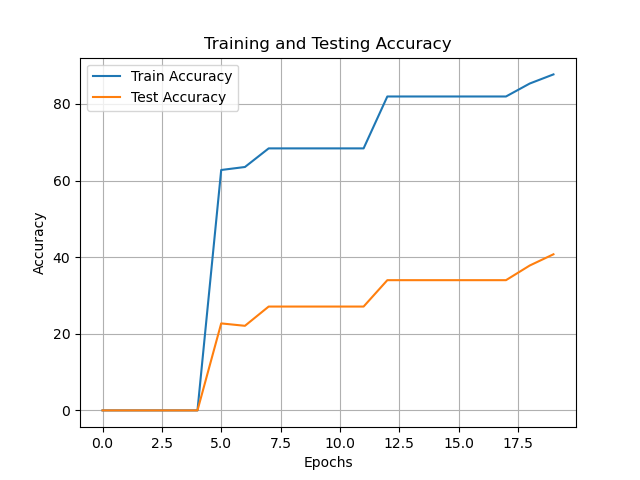 Training and Testing Accuracy
Train Accuracy
Test Accuracy
80
60
40
20
0
Accuracy
0.0 2.5 5.0 7.5 10.0 12.5 15.0 17.5
Epochs